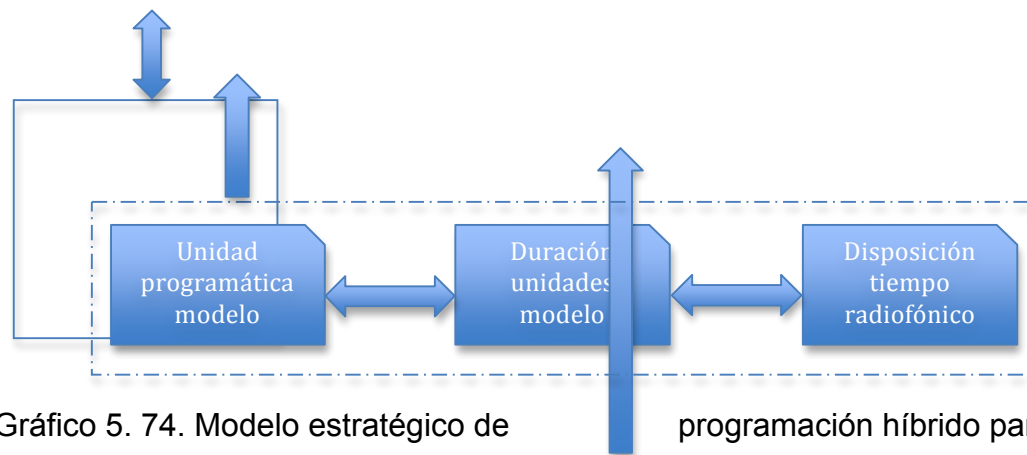 Unidad
programática
modelo
Duración
unidades
modelo
Disposición
tiempo
radiofónico
Gráfico 5. 74. Modelo estratégico de programación híbrido